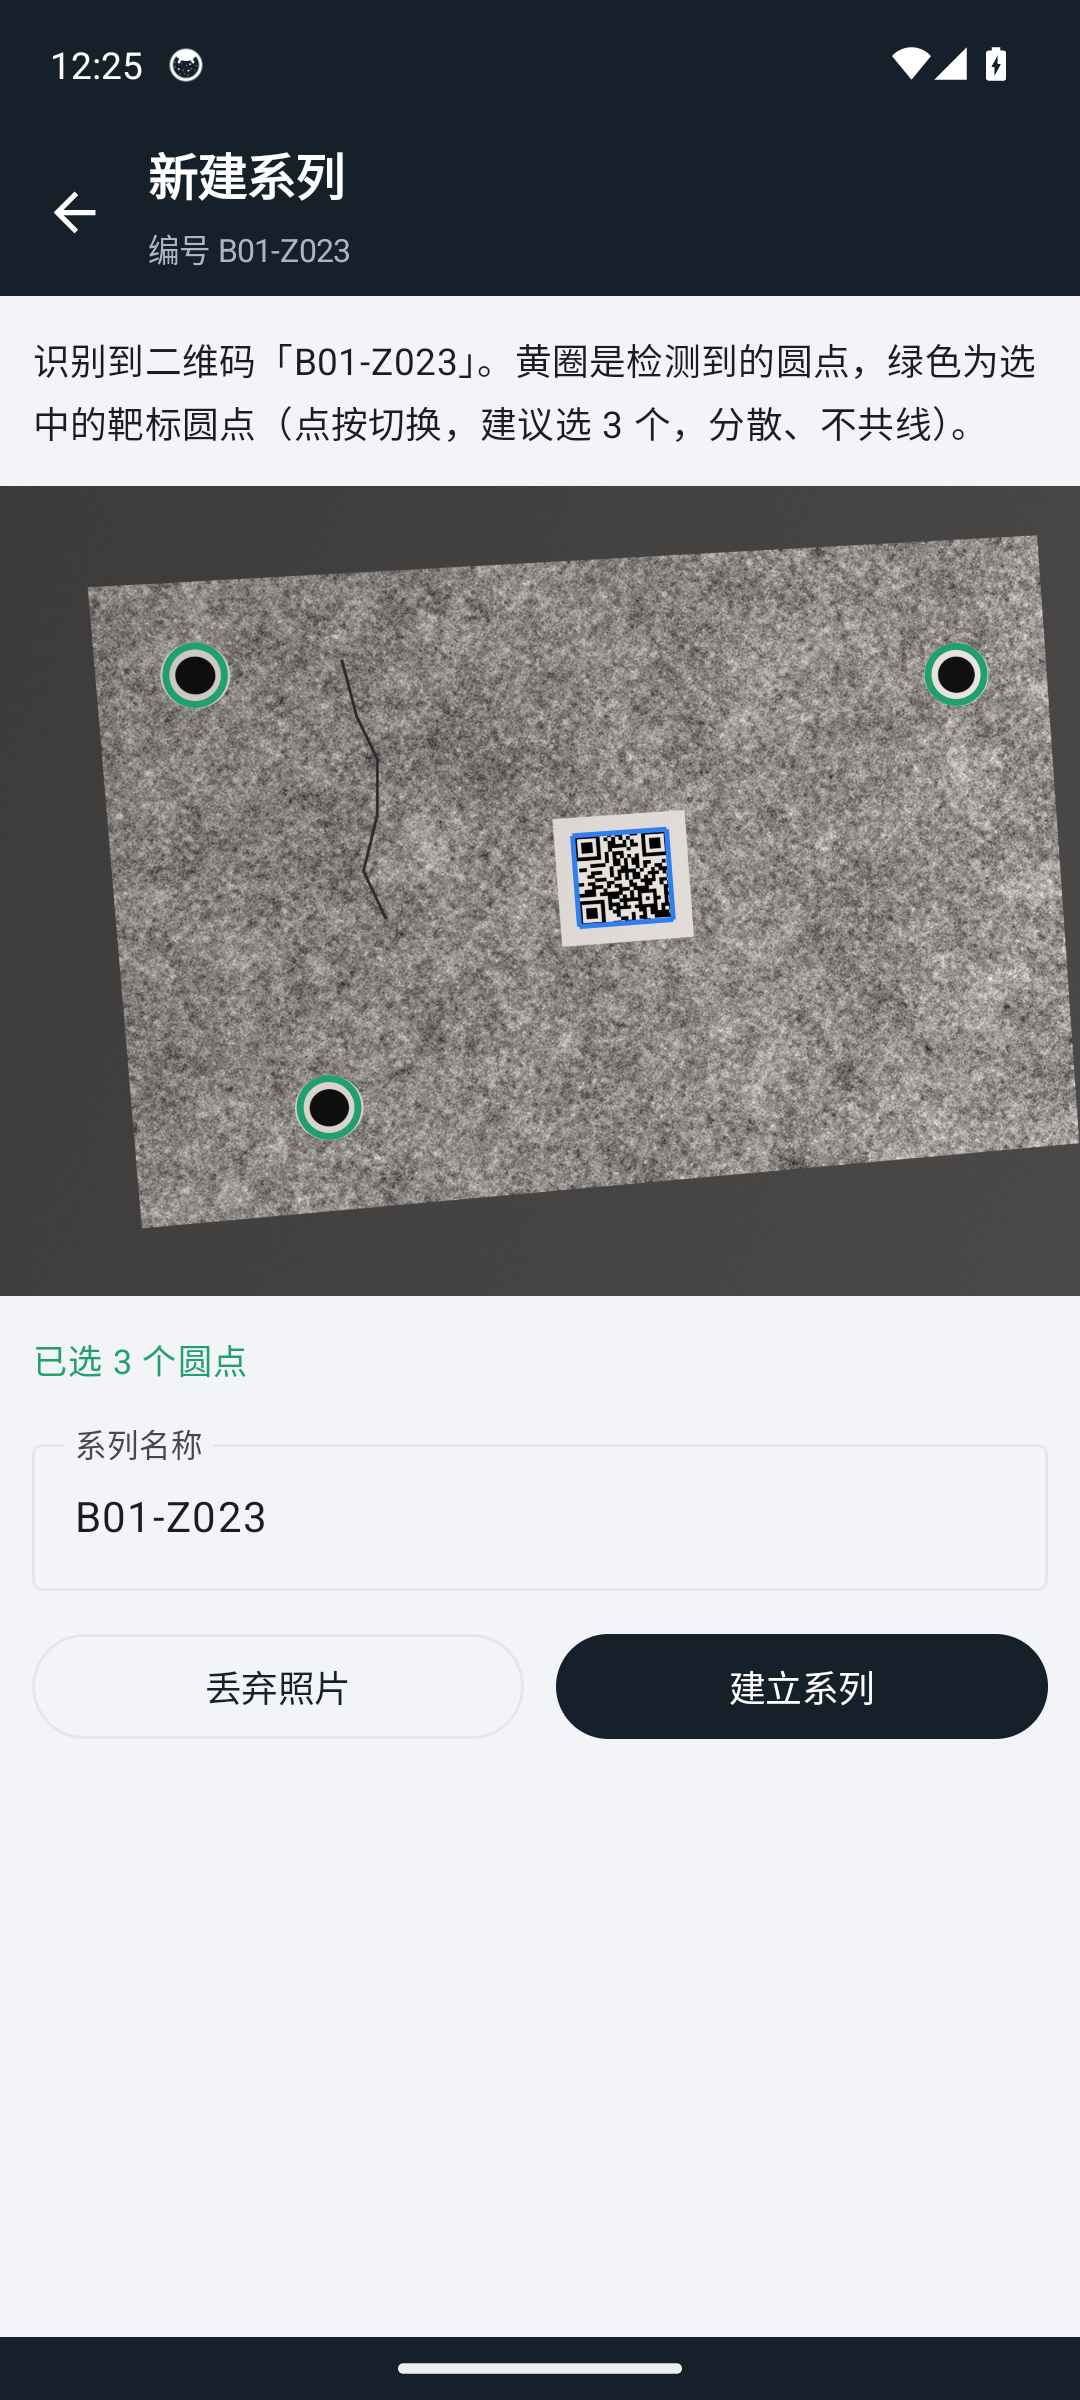 12:25
新建系列
编号 B01-Z023
识别到二维码「B01-Z023」。黄圈是检测到的圆点，绿色为选
中的靶标圆点（点按切换，建议选 3 个，分散、不共线）。
已选 3 个圆点
系列名称
B01-Z023
丢弃照片
建立系列